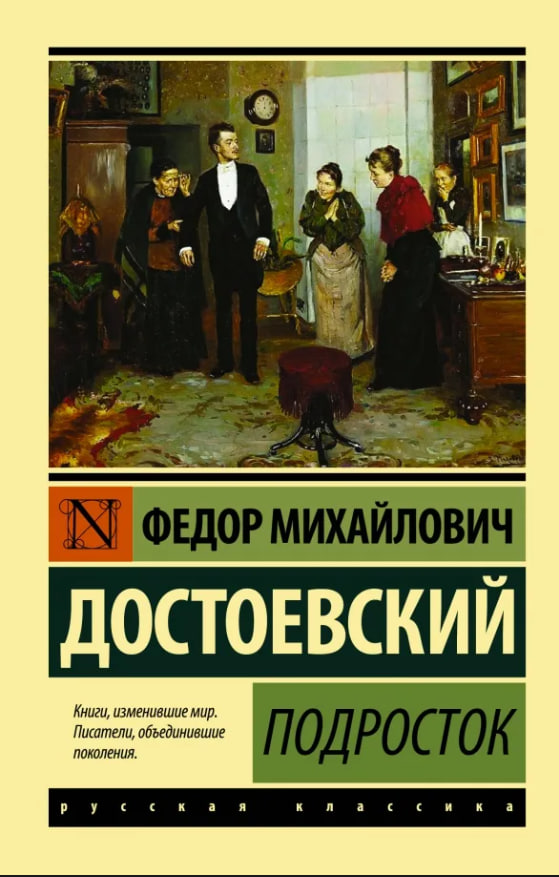 N ФЕДОР МИХАЙЛОВИЧ
ДОСТОЕВСКИЙ
Книги, изменившие мир.
Писатели, объединившие
поколения.
ПОДРОСТОК
русская классика